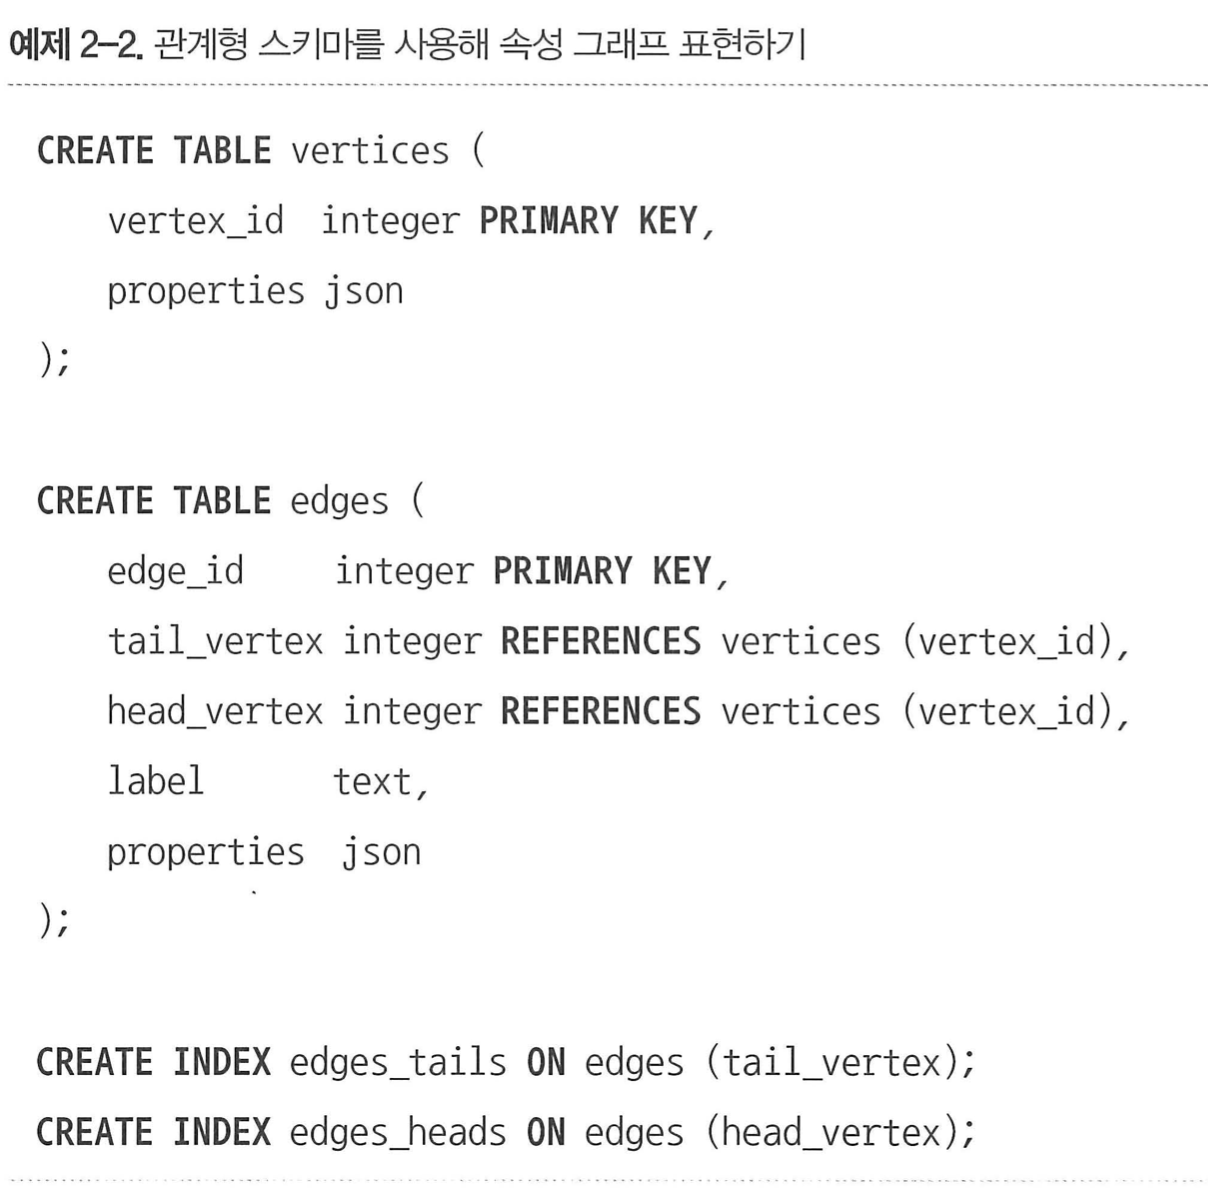 예제 2-2. 관계형 스키마를 사용해 속성 그래프 표현하기
CREATE TABLE vertices (
vertex_id integer PRIMARY KEY,
properties json
);
CREATE TABLE edges (
edge_id integer PRIMARY KEY,
tail_vertex integer REFERENCES vertices (vertex_id),
head_vertex integer REFERENCES vertices (vertex_id),
label text,
properties json
);
CREATE INDEX edges_tails ON edges (tail_vertex);
CREATE INDEX edges_heads ON edges (head_vertex);